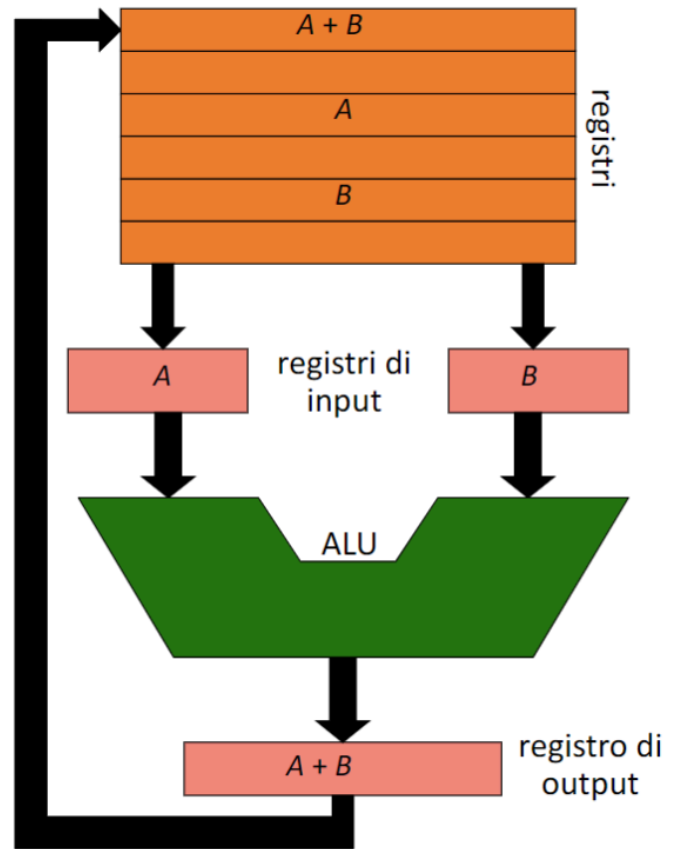 A + B
A
B
registri
A
registri di
input
B
ALU
A + B
registro di
output